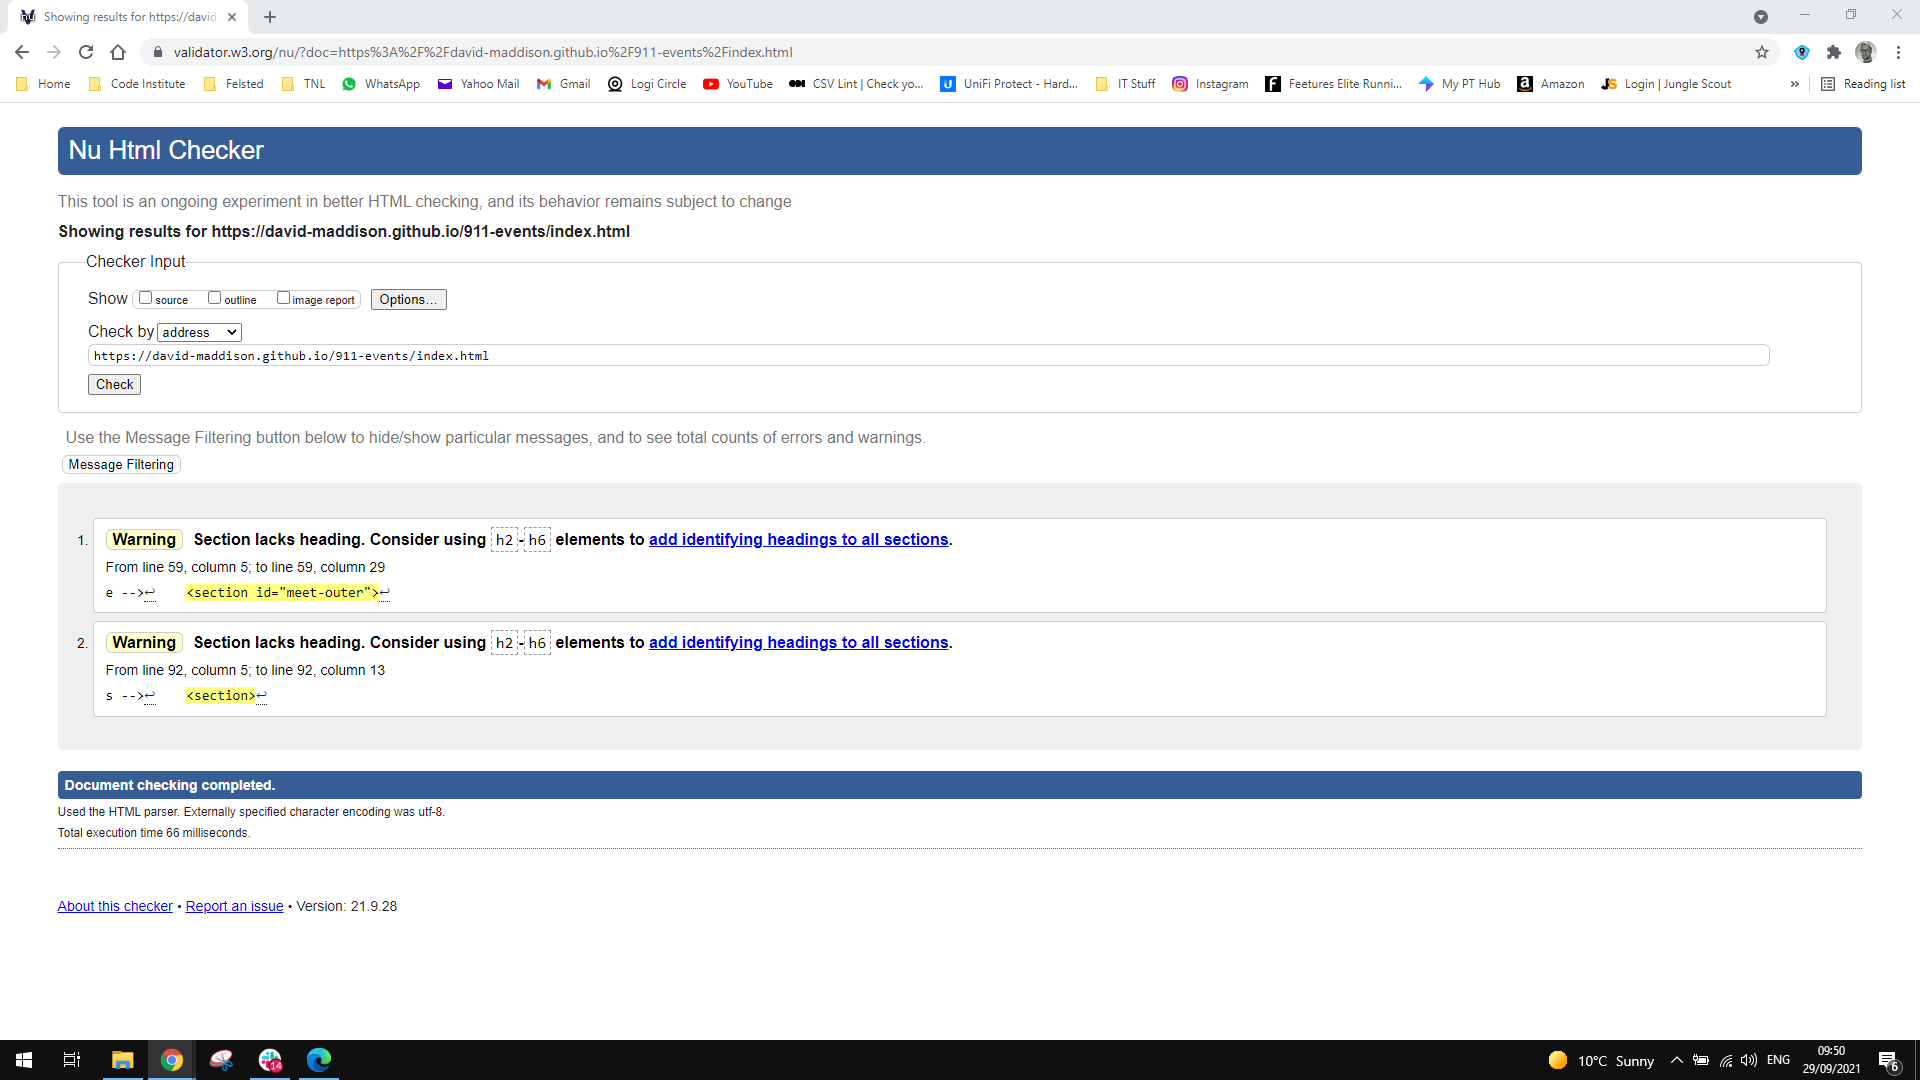 Showing results for https://david
validator.w3.org/nu/?doc=https%3A%2F%2Fdavid-maddison.github.io%2F911-events%2Findex.html
Home Code Institute Felsted TNL WhatsApp Yahoo Mail Gmail Logi Circle YouTube CSV Lint | Check yo... UniFi Protect - Hard... IT Stuff Instagram Feetures Elite Runni... My PT Hub Amazon Login | Jungle Scout » Reading list
Nu Html Checker
This tool is an ongoing experiment in better HTML checking, and its behavior remains subject to change
Showing results for https://david-maddison.github.io/911-events/index.html
Checker Input
Show source outline image report Options...
Check by address
https://david-maddison.github.io/911-events/index.html
Check
Use the Message Filtering button below to hide/show particular messages, and to see total counts of errors and warnings.
Message Filtering
1. Warning Section lacks heading. Consider using h2-h6 elements to add identifying headings to all sections.
From line 59, column 5; to line 59, column 29
e -->↩ <section id="meet-outer">↩
2. Warning Section lacks heading. Consider using h2-h6 elements to add identifying headings to all sections.
From line 92, column 5; to line 92, column 13
s -->↩ <section>↩
Document checking completed.
Used the HTML parser. Externally specified character encoding was utf-8.
Total execution time 66 milliseconds.
About this checker • Report an issue • Version: 21.9.28
14
10°C Sunny ENG
09:50
29/09/2021
6